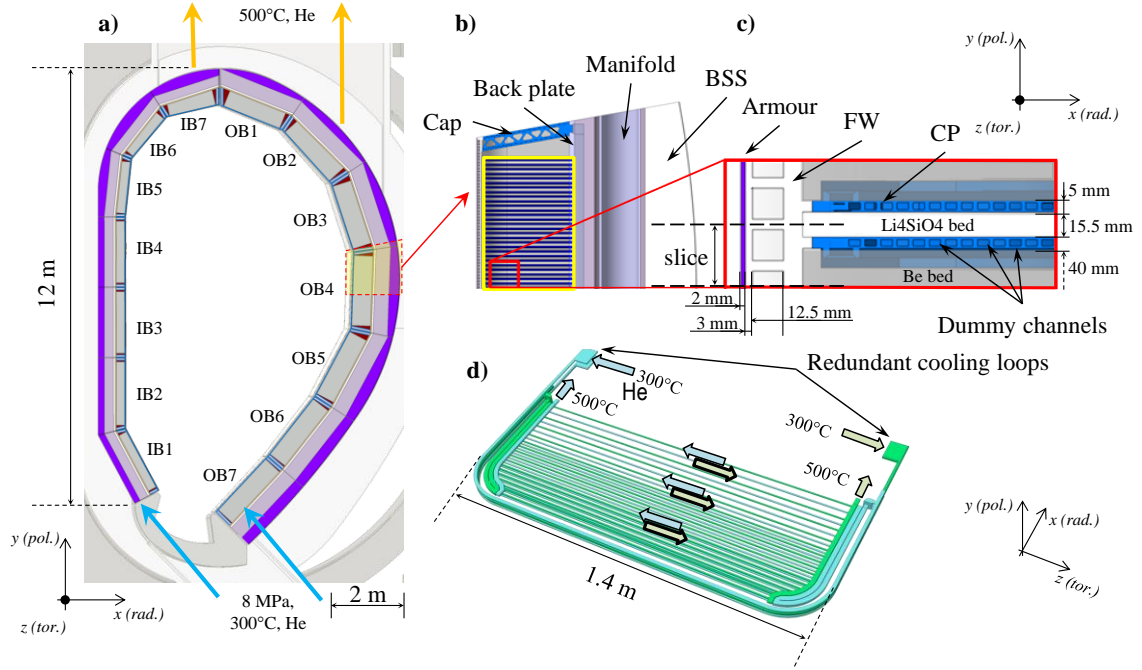 a)
500°C, He
12 m
IB7
OB1
IB6
OB2
IB5
OB3
IB4
OB4
IB3
OB5
IB2
OB6
IB1
OB7
y (pol.)
x (rad.)
z (tor.)
8 MPa,
300°C, He
2 m
b)
Manifold
BSS
Back plate
Cap
c)
y (pol.)
x (rad.)
z (tor.)
Armour
FW
CP
5 mm
Li4SiO4 bed
15.5 mm
slice
Be bed
40 mm
2 mm
12.5 mm
3 mm
Dummy channels
Redundant cooling loops
d)
300°C
He
500°C
300°C
500°C
1.4 m
y (pol.)
x (rad.)
z (tor.)